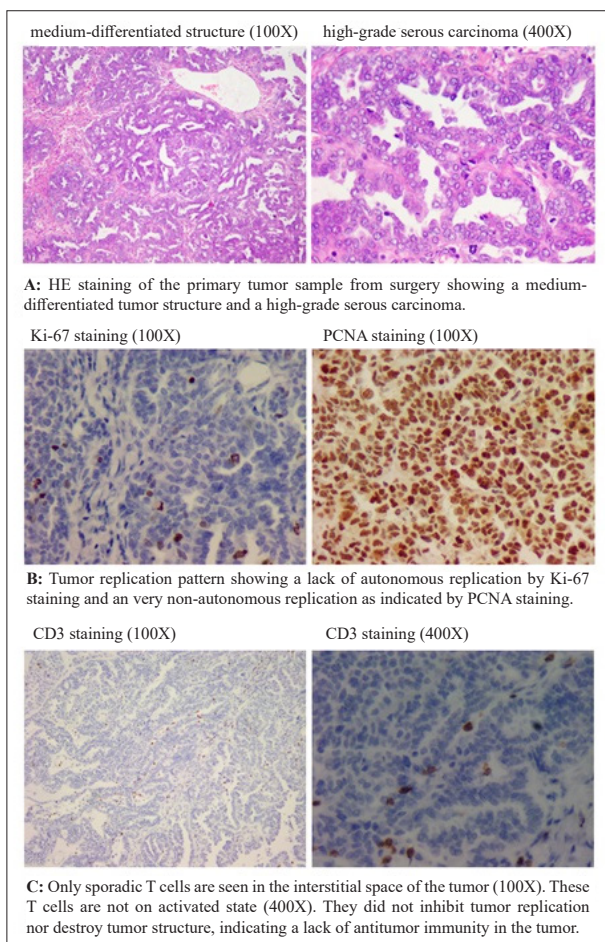 medium-differentiated structure (100X)
high-grade serous carcinoma (400X)
A: HE staining of the primary tumor sample from surgery showing a medium-
differentiated tumor structure and a high-grade serous carcinoma.
Ki-67 staining (100X)
PCNA staining (100X)
B: Tumor replication pattern showing a lack of autonomous replication by Ki-67
staining and an very non-autonomous replication as indicated by PCNA staining.
CD3 staining (100X)
CD3 staining (400X)
C: Only sporadic T cells are seen in the interstitial space of the tumor (100X). These
T cells are not on activated state (400X). They did not inhibit tumor replication
nor destroy tumor structure, indicating a lack of antitumor immunity in the tumor.